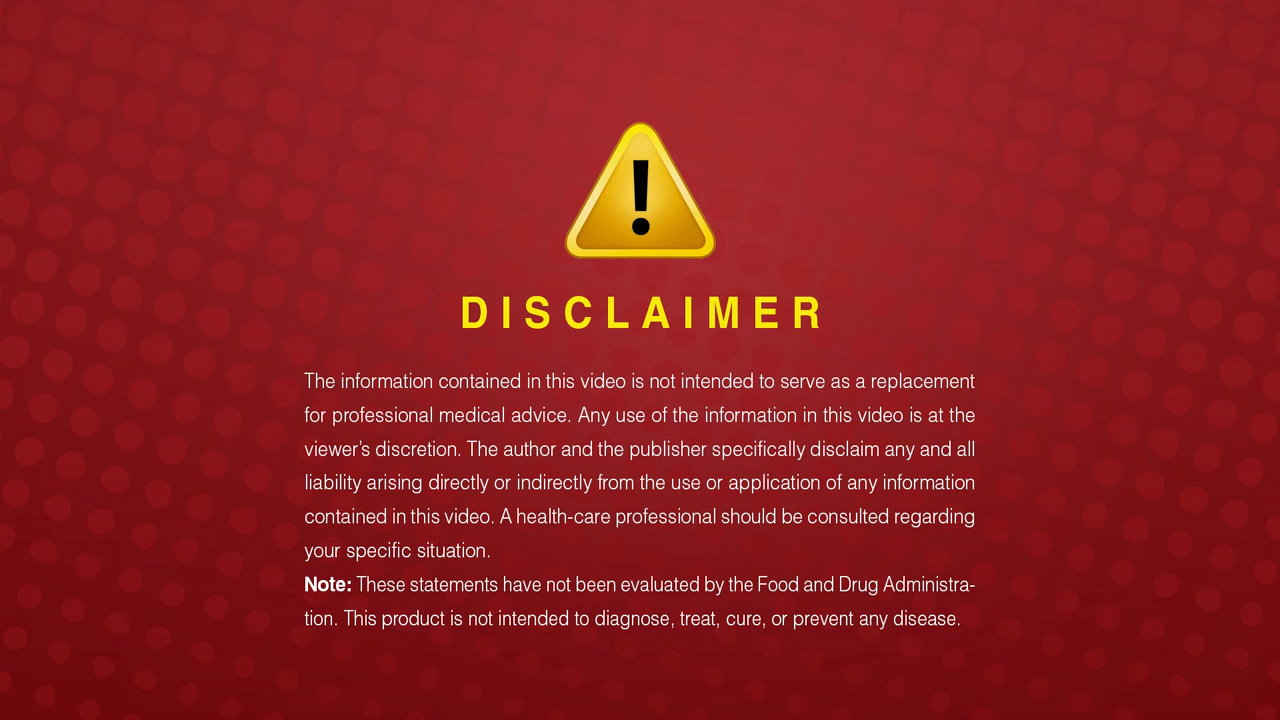 DISCLAIMER
The information contained in this video is not intended to serve as a replacement
for professional medical advice. Any use of the information in this video is at the
viewer's discretion. The author and the publisher specifically disclaim any and all
liability arising directly or indirectly from the use or application of any information
contained in this video. A health-care professional should be consulted regarding
your specific situation.
Note: These statements have not been evaluated by the Food and Drug Administra-
tion. This product is not intended to diagnose, treat, cure, or prevent any disease.